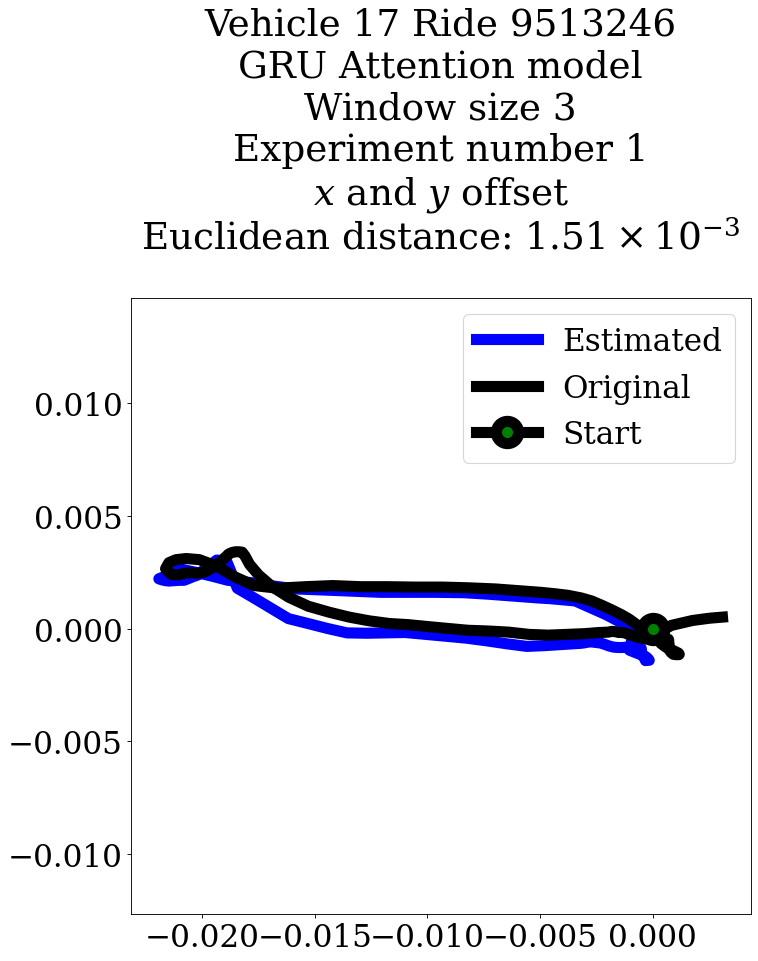 Vehicle 17 Ride 9513246
GRU Attention model
Window size 3
Experiment number 1
x and y offset
Euclidean distance: 1.51 × 10⁻³
Estimated
Original
Start
0.010
0.005
0.000
−0.005
−0.010
−0.020 −0.015 −0.010 −0.005 0.000